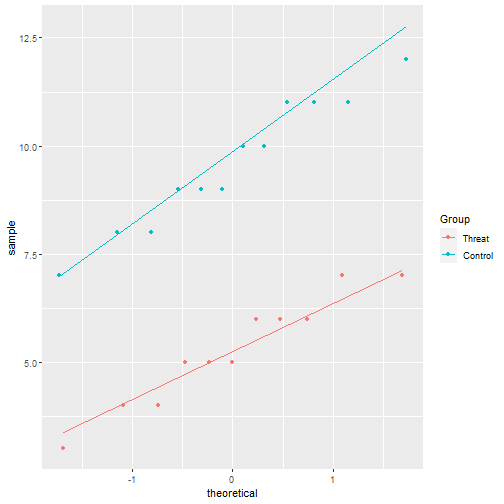 12.5
10.0
7.5
5.0
sample
-1
0
1
theoretical
Group
Threat
Control